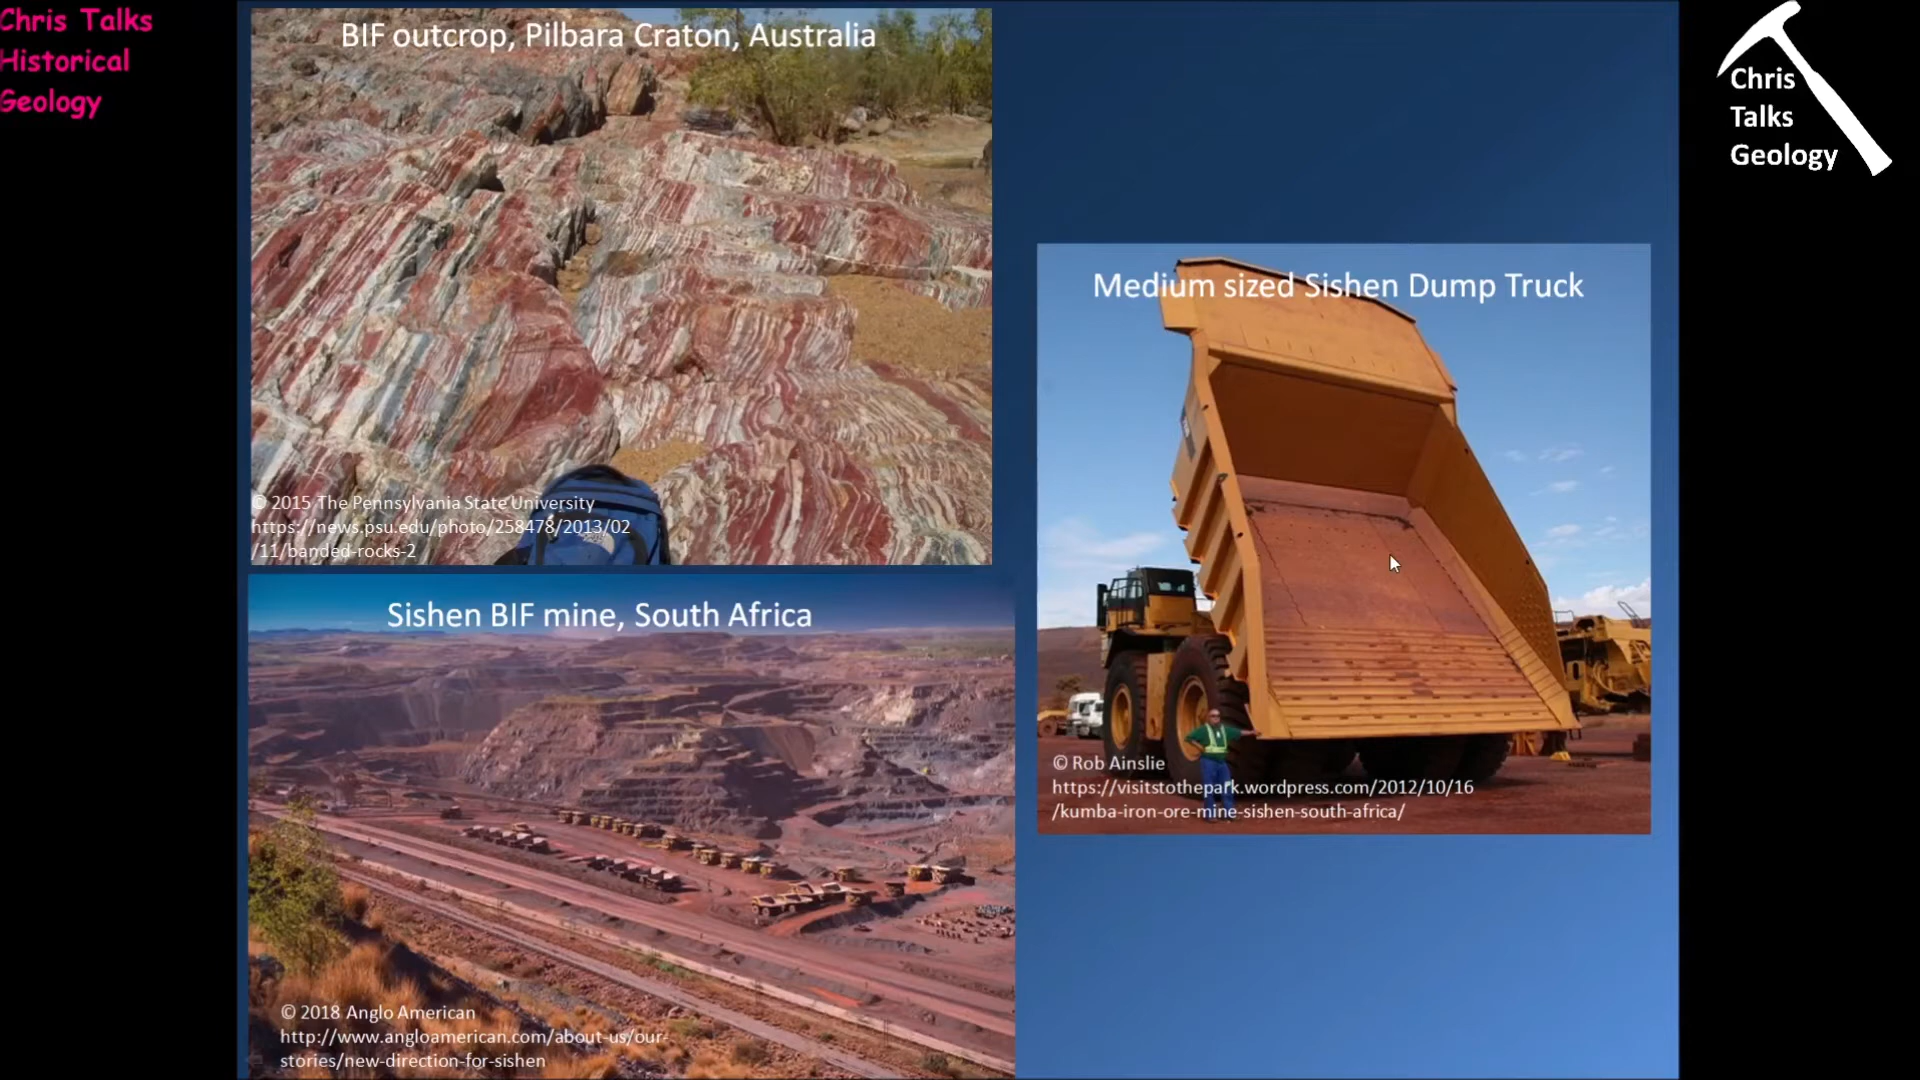 Chris Talks
Historical
Geology
BIF outcrop, Pilbara Craton, Australia
© 2015 The Pennsylvania State University
https://news.psu.edu/photo/258478/2013/02
/11/banded-rocks-2
Sishen BIF mine, South Africa
© 2018 Anglo American
http://www.angloamerican.com/about-us/our-
stories/new-direction-for-sishen
Medium sized Sishen Dump Truck
© Rob Ainslie
https://visitstothepark.wordpress.com/2012/10/16
/kumba-iron-ore-mine-sishen-south-africa/
Chris
Talks
Geology